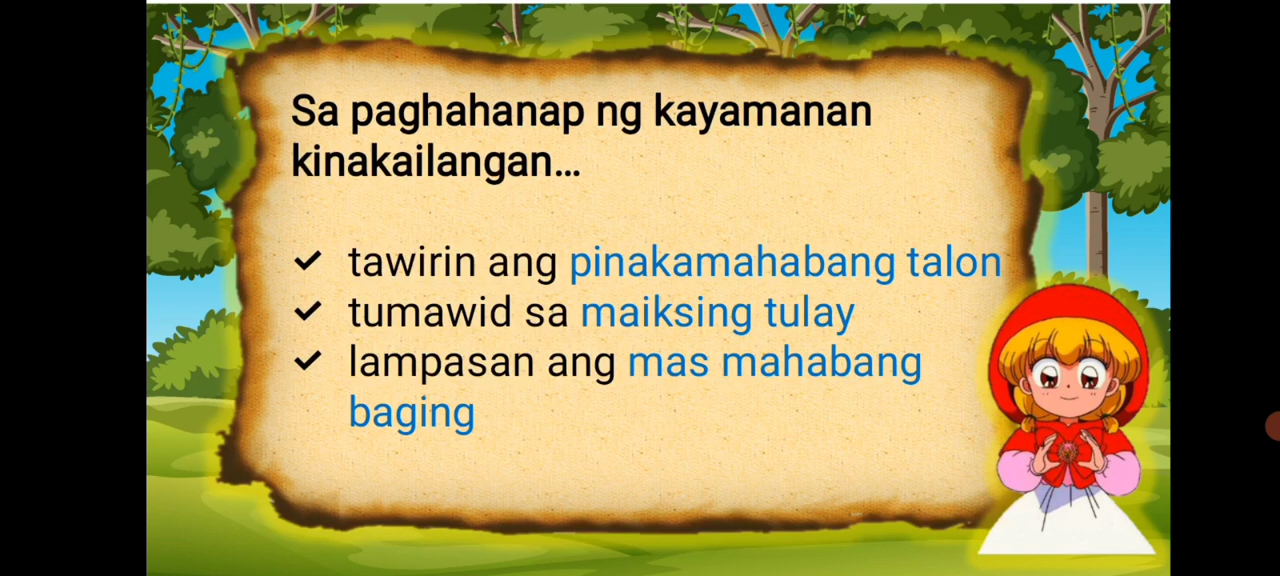 Sa paghahanap ng kayamanan
kinakailangan...
✔ tawirin ang pinakamahabang talon
✔ tumawid sa maiksing tulay
✔ lampasan ang mas mahabang
baging